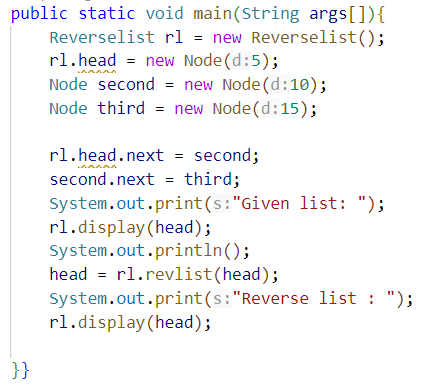 public static void main(String args[]){
Reverselist rl = new Reverselist();
rl.head = new Node(d:5);
Node second = new Node(d:10);
Node third = new Node(d:15);
rl.head.next = second;
second.next = third;
System.out.print(s:"Given list: ");
rl.display(head);
System.out.println();
head = rl.revlist(head);
System.out.print(s:"Reverse list : ");
rl.display(head);
}}